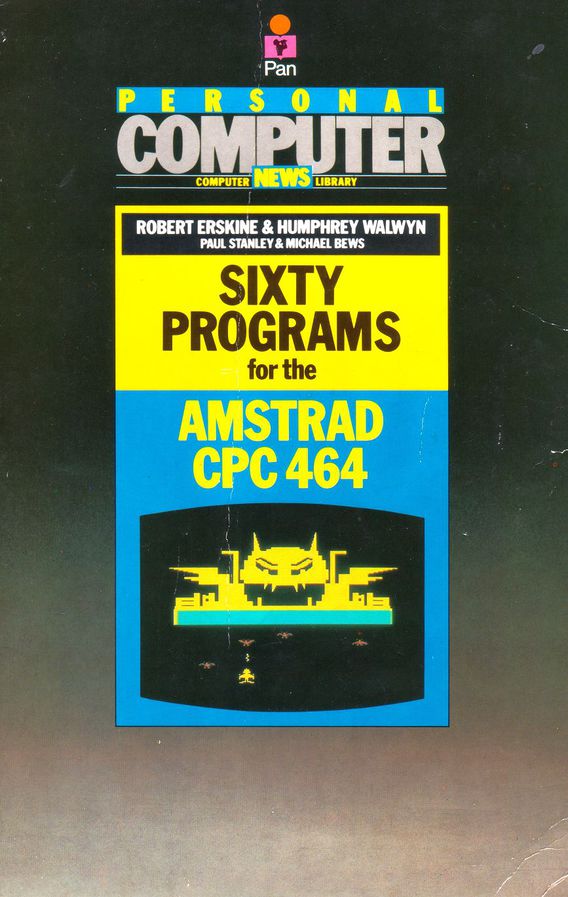 Pan
PERSONAL
COMPUTER
COMPUTER NEWS LIBRARY
ROBERT ERSKINE & HUMPHREY WALWYN
PAUL STANLEY & MICHAEL BEWS
SIXTY
PROGRAMS
for the
AMSTRAD
CPC 464